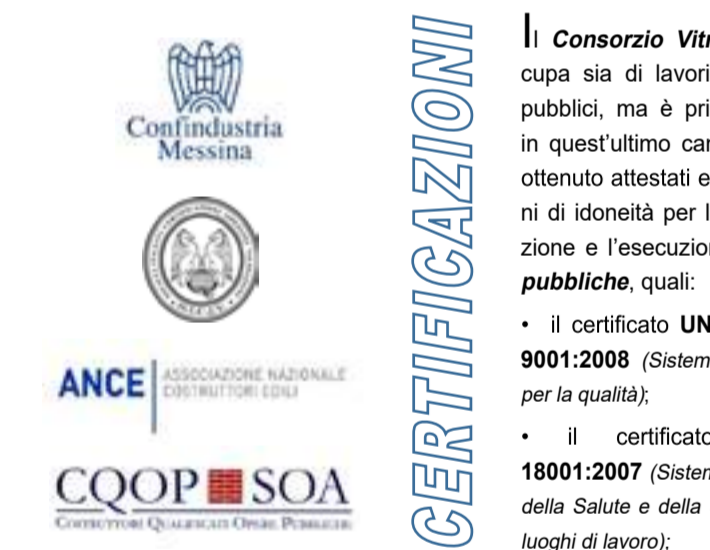 Confindustria
Messina
ANCE
ASSOCIAZIONE NAZIONALE
COSTRUTTORI EDILI
CQOP SOA
Costruttori Qualificati Opere Pubbliche
CERTIFICAZIONI
Il Consorzio Vitr
cupa sia di lavori
pubblici, ma è pri
in quest'ultimo car
ottenuto attestati e
ni di idoneità per l
zione e l'esecuzion
pubbliche, quali:
• il certificato UN
9001:2008 (Sistem
per la qualità);
• il certificato
18001:2007 (Sistem
della Salute e della
luoghi di lavoro);